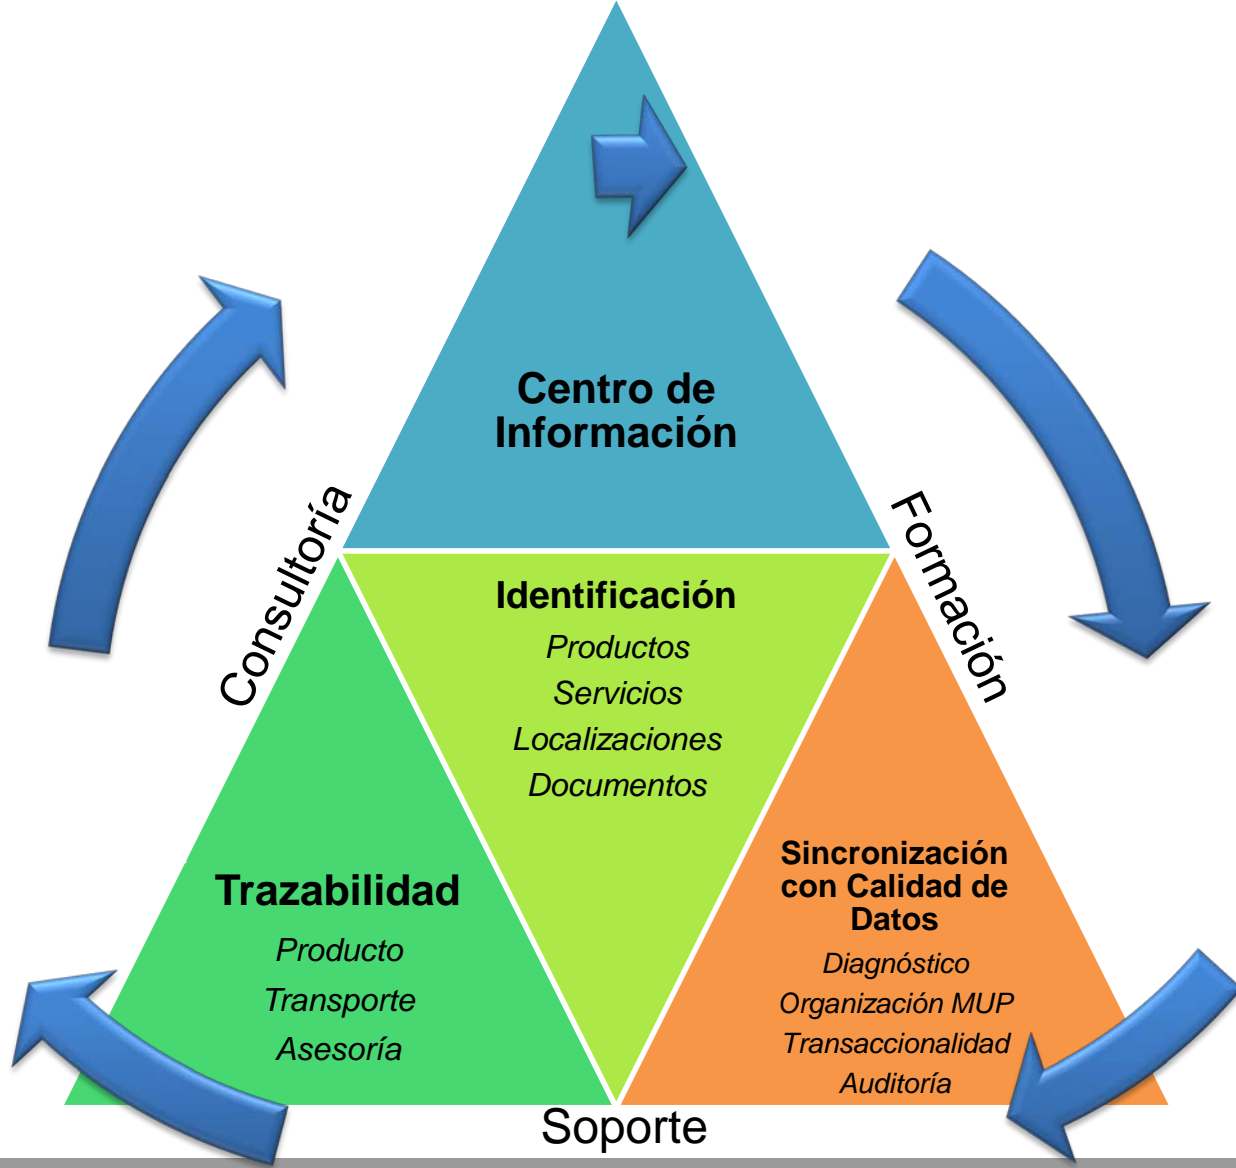 Centro de
Información
Consultoría
Formación
Identificación
Productos
Servicios
Localizaciones
Documentos
Trazabilidad
Producto
Transporte
Asesoría
Sincronización
con Calidad de
Datos
Diagnóstico
Organización MUP
Transaccionalidad
Auditoría
Soporte